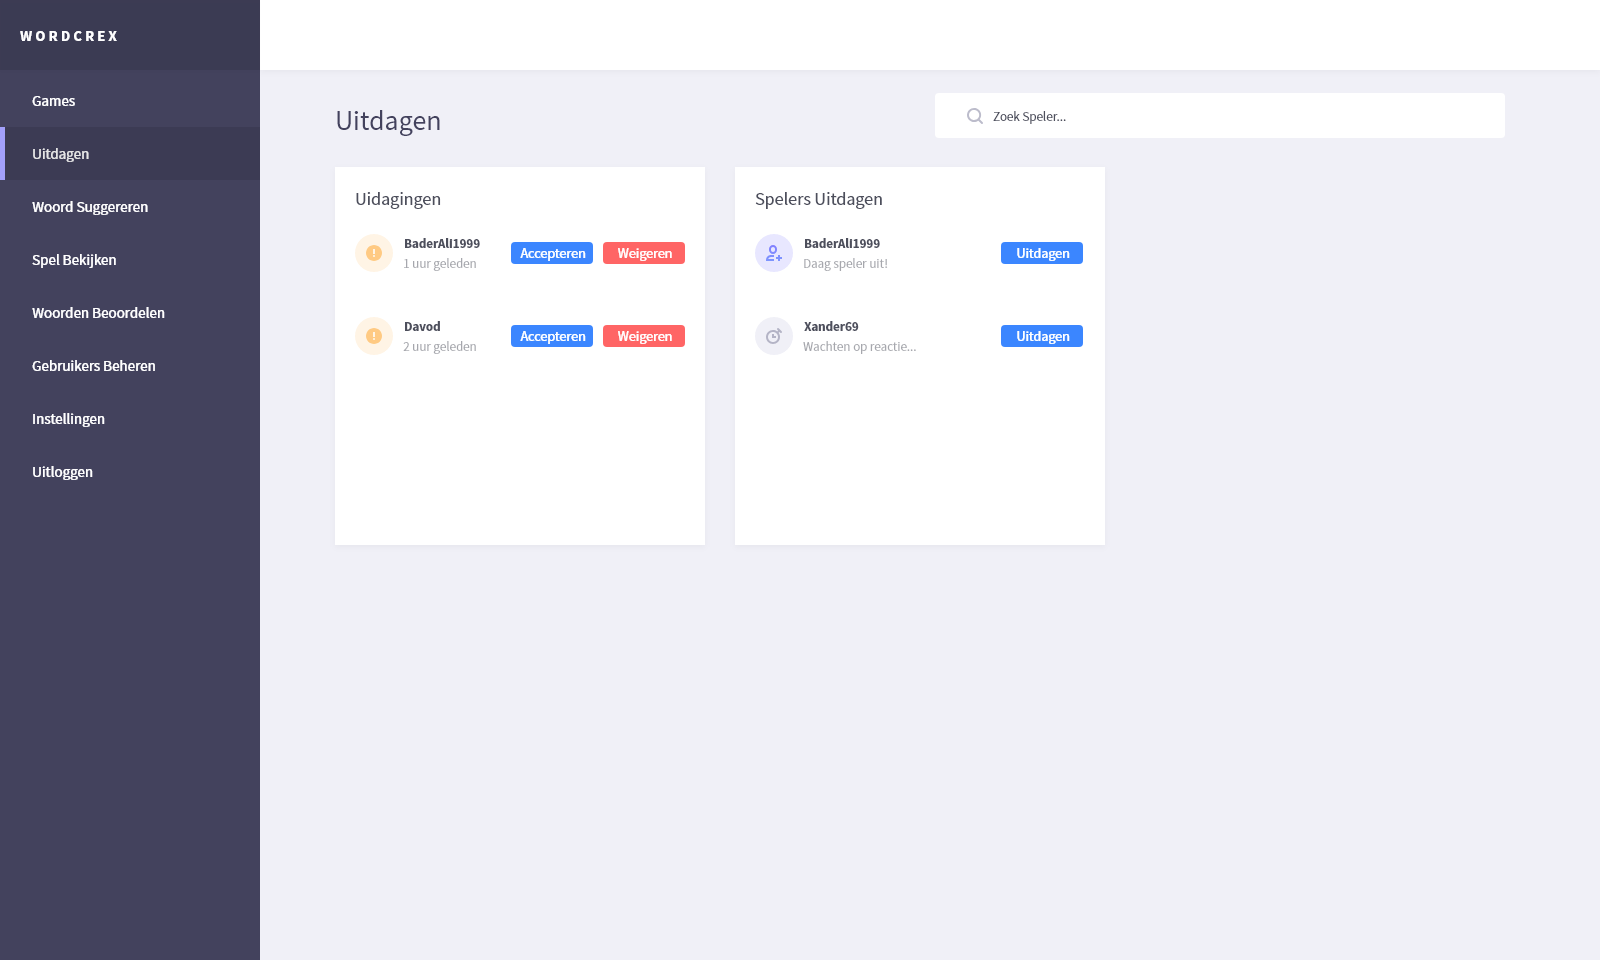 WORDCREX
Games
Uitdagen
Woord Suggereren
Spel Bekijken
Woorden Beoordelen
Gebruikers Beheren
Instellingen
Uitloggen
Uitdagen
Zoek Speler...
Uidagingen
BaderAli1999
1 uur geleden
Accepteren
Weigeren
Davod
2 uur geleden
Accepteren
Weigeren
Spelers Uitdagen
BaderAli1999
Daag speler uit!
Uitdagen
Xander69
Wachten op reactie...
Uitdagen